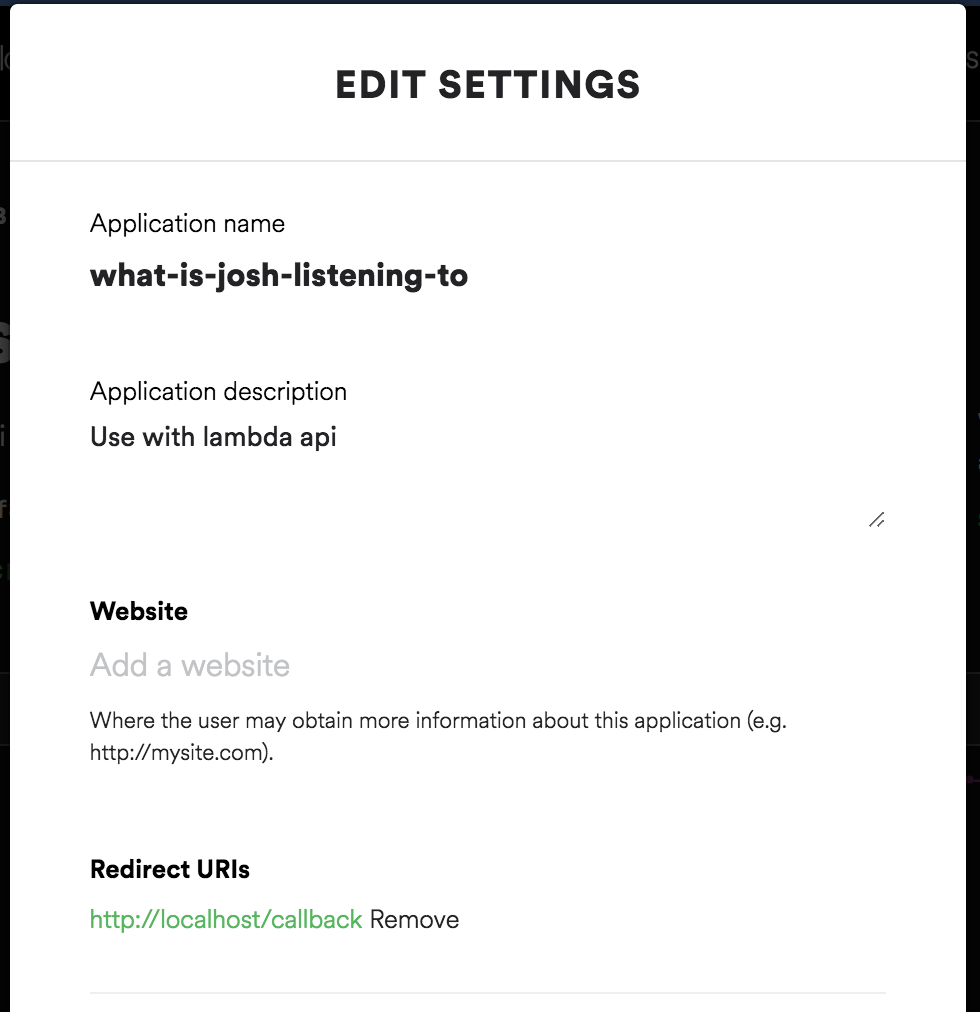 EDIT SETTINGS
Application name
what-is-josh-listening-to
Application description
Use with lambda api
Website
Add a website
Where the user may obtain more information about this application (e.g.
http://mysite.com).
Redirect URIs
http://localhost/callback Remove